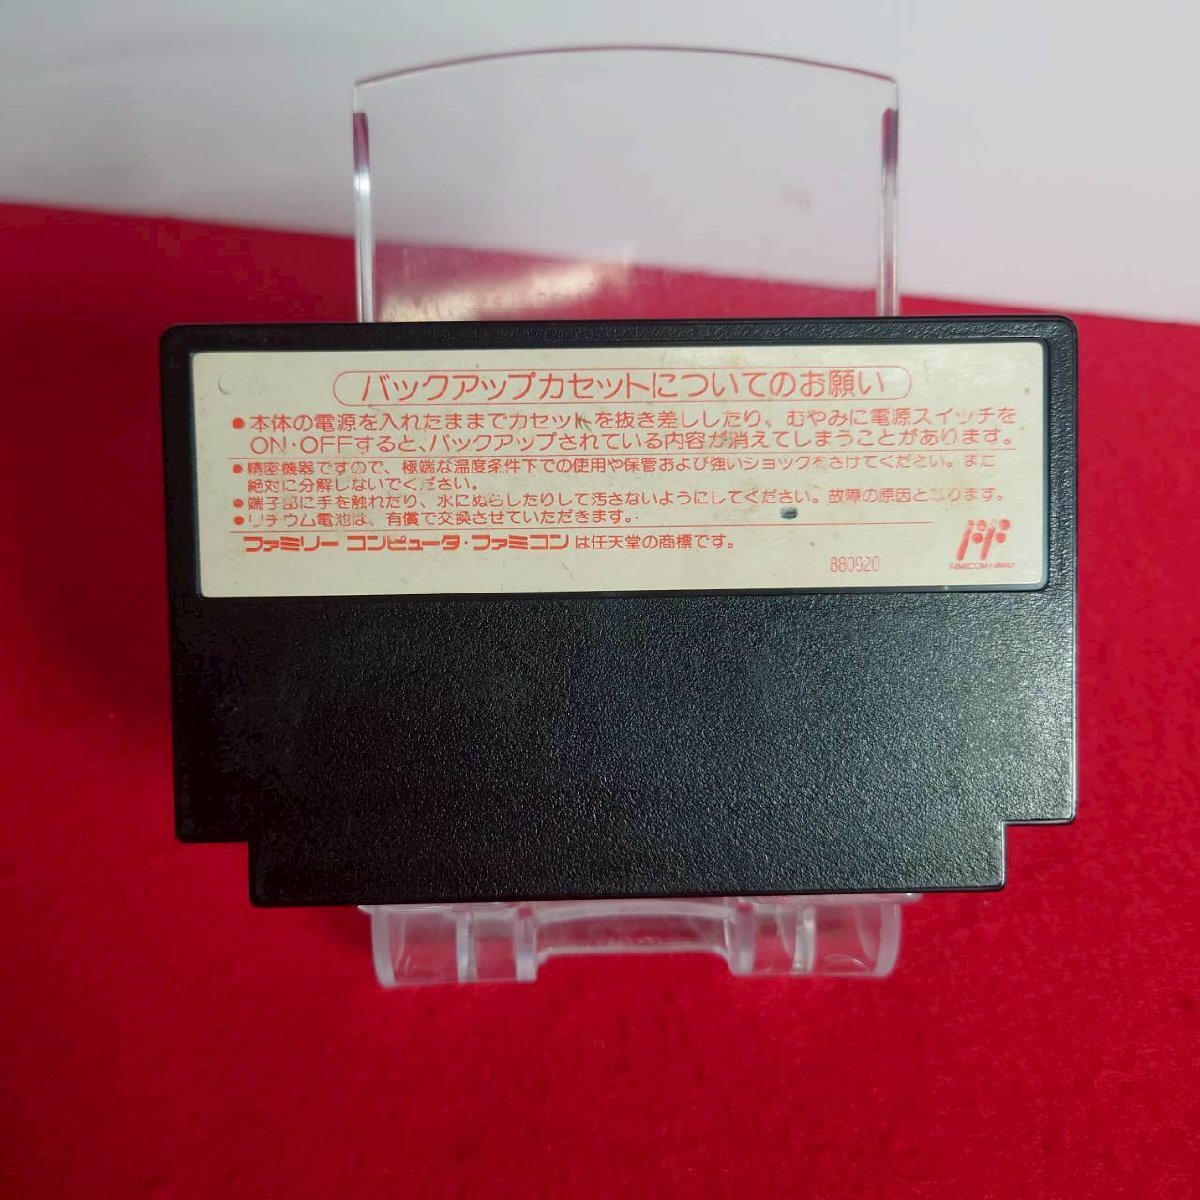 バックアップカセットについてのお願い
●本体の電源を入れたままでカセットを抜き差ししたり、むやみに電源スイッチを
ON・OFFすると、バックアップされている内容が消えてしまうことがあります。
●精密機器ですので、極端な温度条件下での使用や保管および強いショックをさけてください。また
絶対に分解しないでください。
●端子部に手を触れたり、水にぬらしたりして汚さないようにしてください。故障の原因となります。
●リチウム電池は、有償で交換させていただきます。
ファミリーコンピュータ・ファミコンは任天堂の商標です。
880920
FAMICOM FAMILY